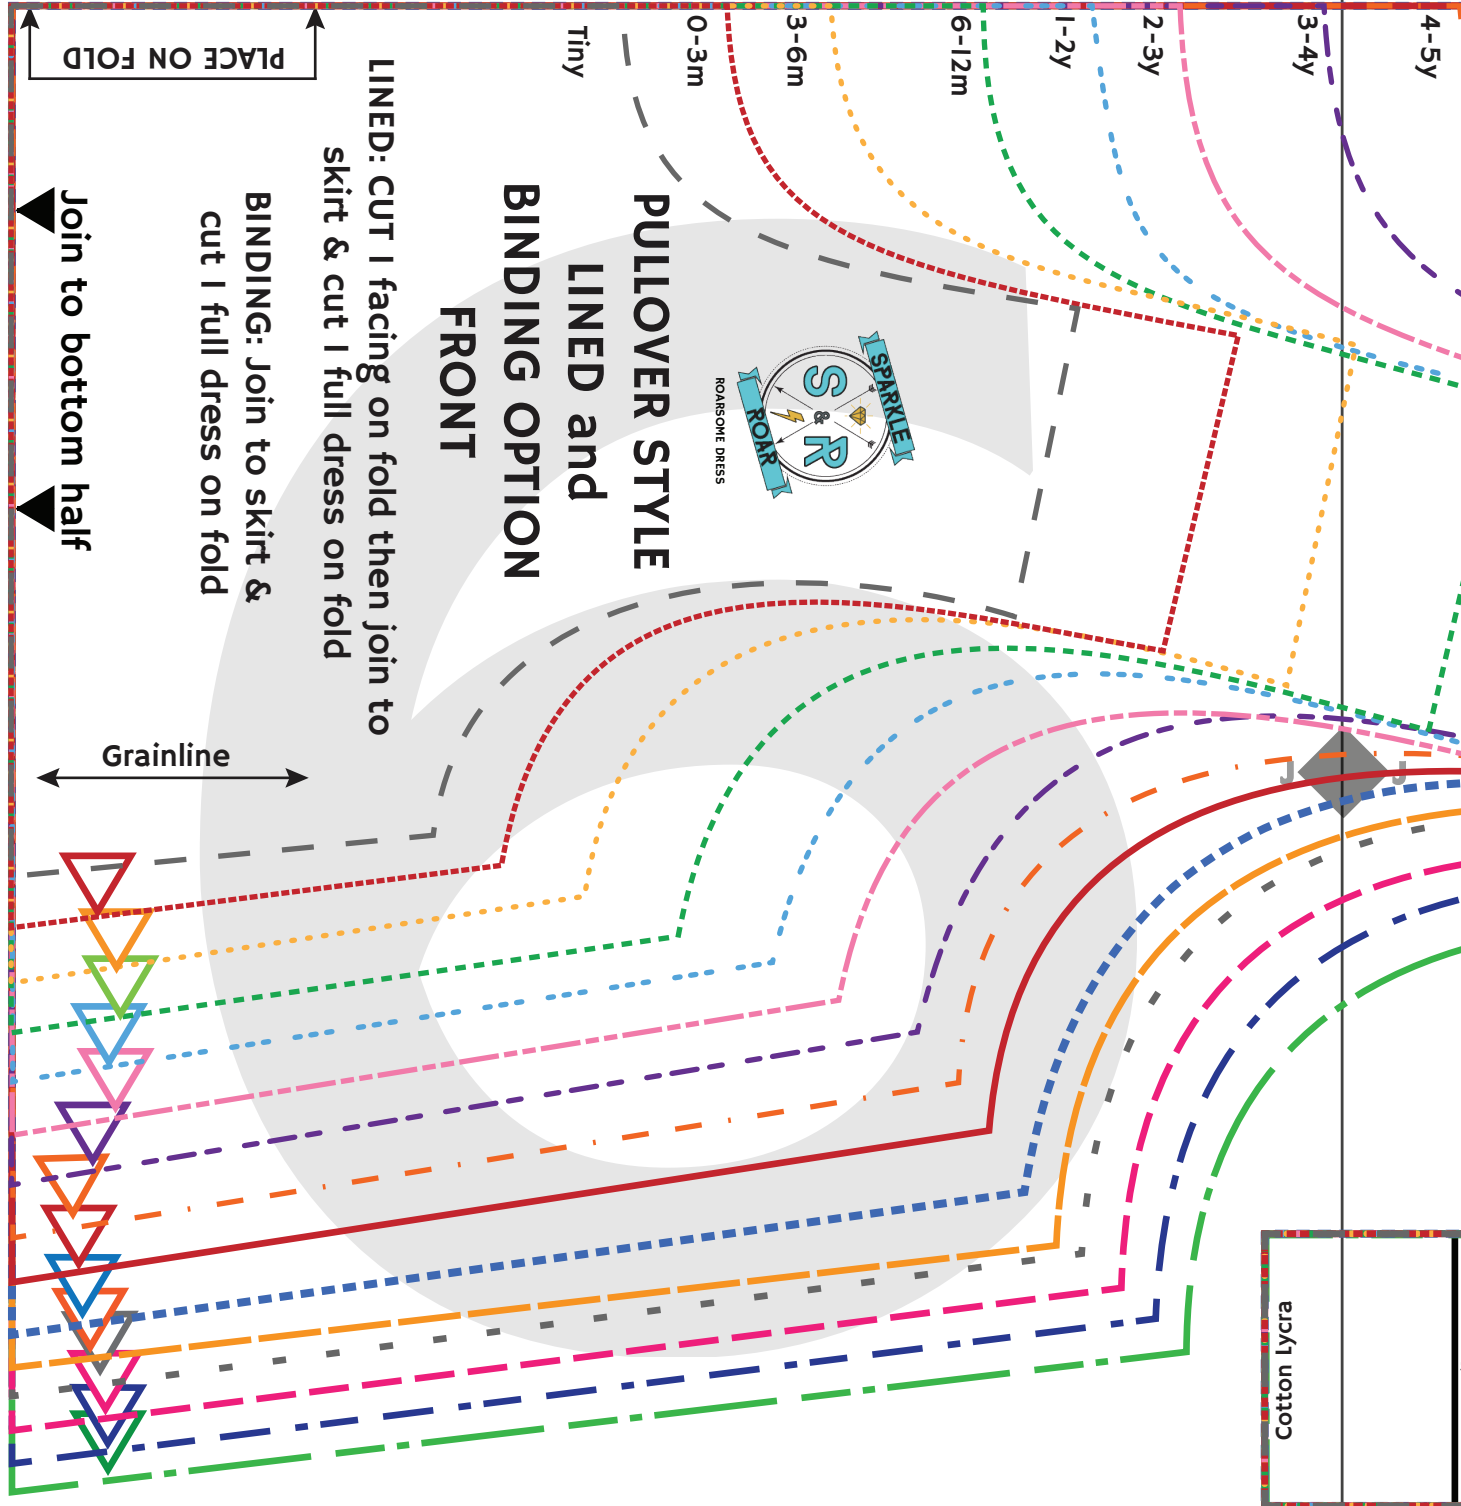 PLACE ON FOLD
Tiny
0-3m
3-6m
6-12m
1-2y
2-3y
3-4y
4-5y
SPARKLE
S & R
ROAR
ROARSOME DRESS
PULLOVER STYLE
LINED and
BINDING OPTION
FRONT
LINED: CUT 1 facing on fold then join to
skirt & cut 1 full dress on fold
BINDING: Join to skirt &
cut 1 full dress on fold
Join to bottom half
Grainline
J
J
Cotton Lycra